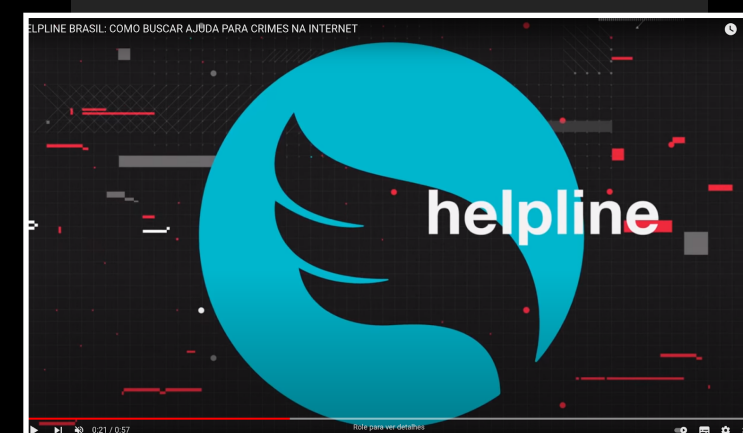 ELPLINE BRASIL: COMO BUSCAR AJUDA PARA CRIMES NA INTERNET
helpline
0:21 / 0:57
Role para ver detalhes